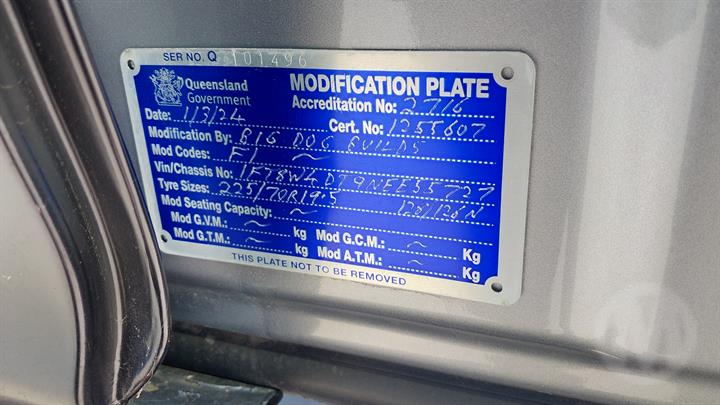 SER NO. Q 101496
Queensland Government
MODIFICATION PLATE
Accreditation No: 2716
Date: 1/3/24
Cert. No: 1255607
Modification By: BIG DOG BUILDS
Mod Codes: F1 ~
Vin/Chassis No: 1FT8W4DT9NEE55727
Tyre Sizes: 225/70R19.5 128/126N
Mod Seating Capacity: ~
Mod G.V.M.: ~ kg Mod G.C.M.: ~ Kg
Mod G.T.M.: ~ kg Mod A.T.M.: ~ Kg
THIS PLATE NOT TO BE REMOVED